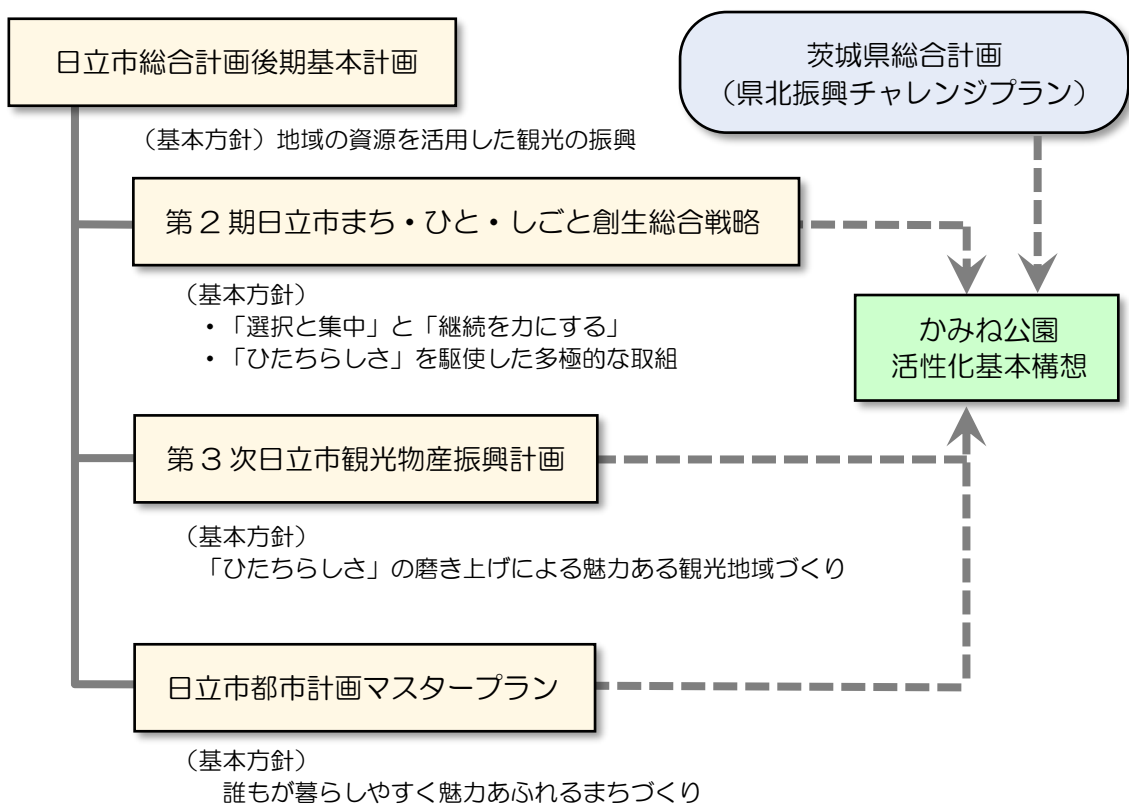 日立市総合計画後期基本計画
茨城県総合計画
（県北振興チャレンジプラン）
（基本方針）地域の資源を活用した観光の振興
第２期日立市まち・ひと・しごと創生総合戦略
（基本方針）
・「選択と集中」と「継続を力にする」
・「ひたちらしさ」を駆使した多極的な取組
かみね公園
活性化基本構想
第３次日立市観光物産振興計画
（基本方針）
「ひたちらしさ」の磨き上げによる魅力ある観光地域づくり
日立市都市計画マスタープラン
（基本方針）
誰もが暮らしやすく魅力あふれるまちづくり